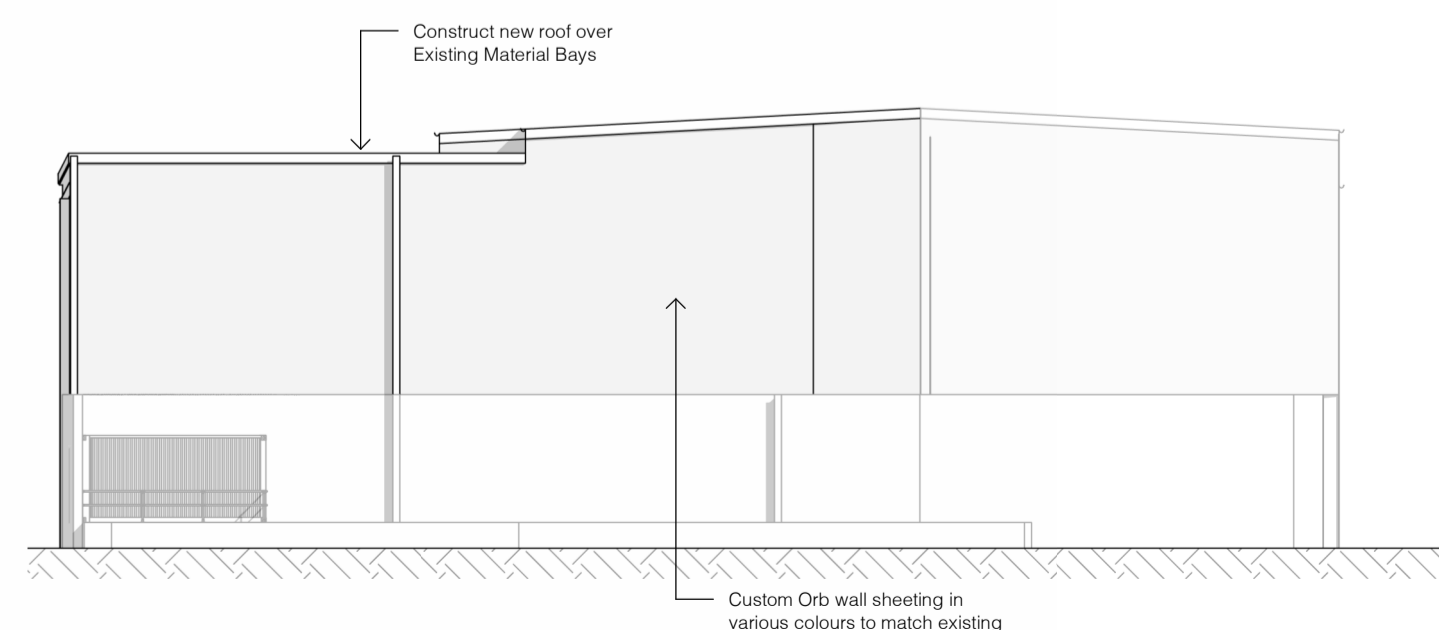 Construct new roof over
Existing Material Bays
Custom Orb wall sheeting in
various colours to match existing